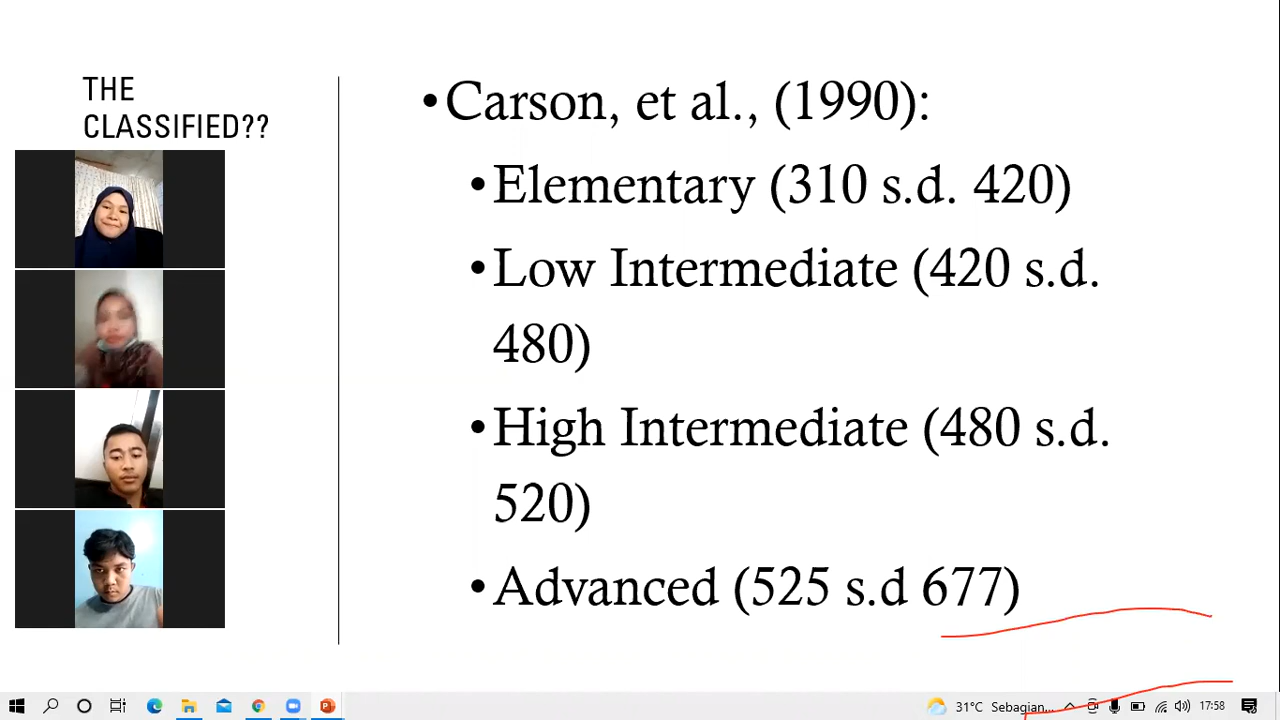 THE
CLASSIFIED??
•Carson, et al., (1990):
•Elementary (310 s.d. 420)
•Low Intermediate (420 s.d.
480)
•High Intermediate (480 s.d.
520)
•Advanced (525 s.d 677)
31°C Sebagian... 17:58